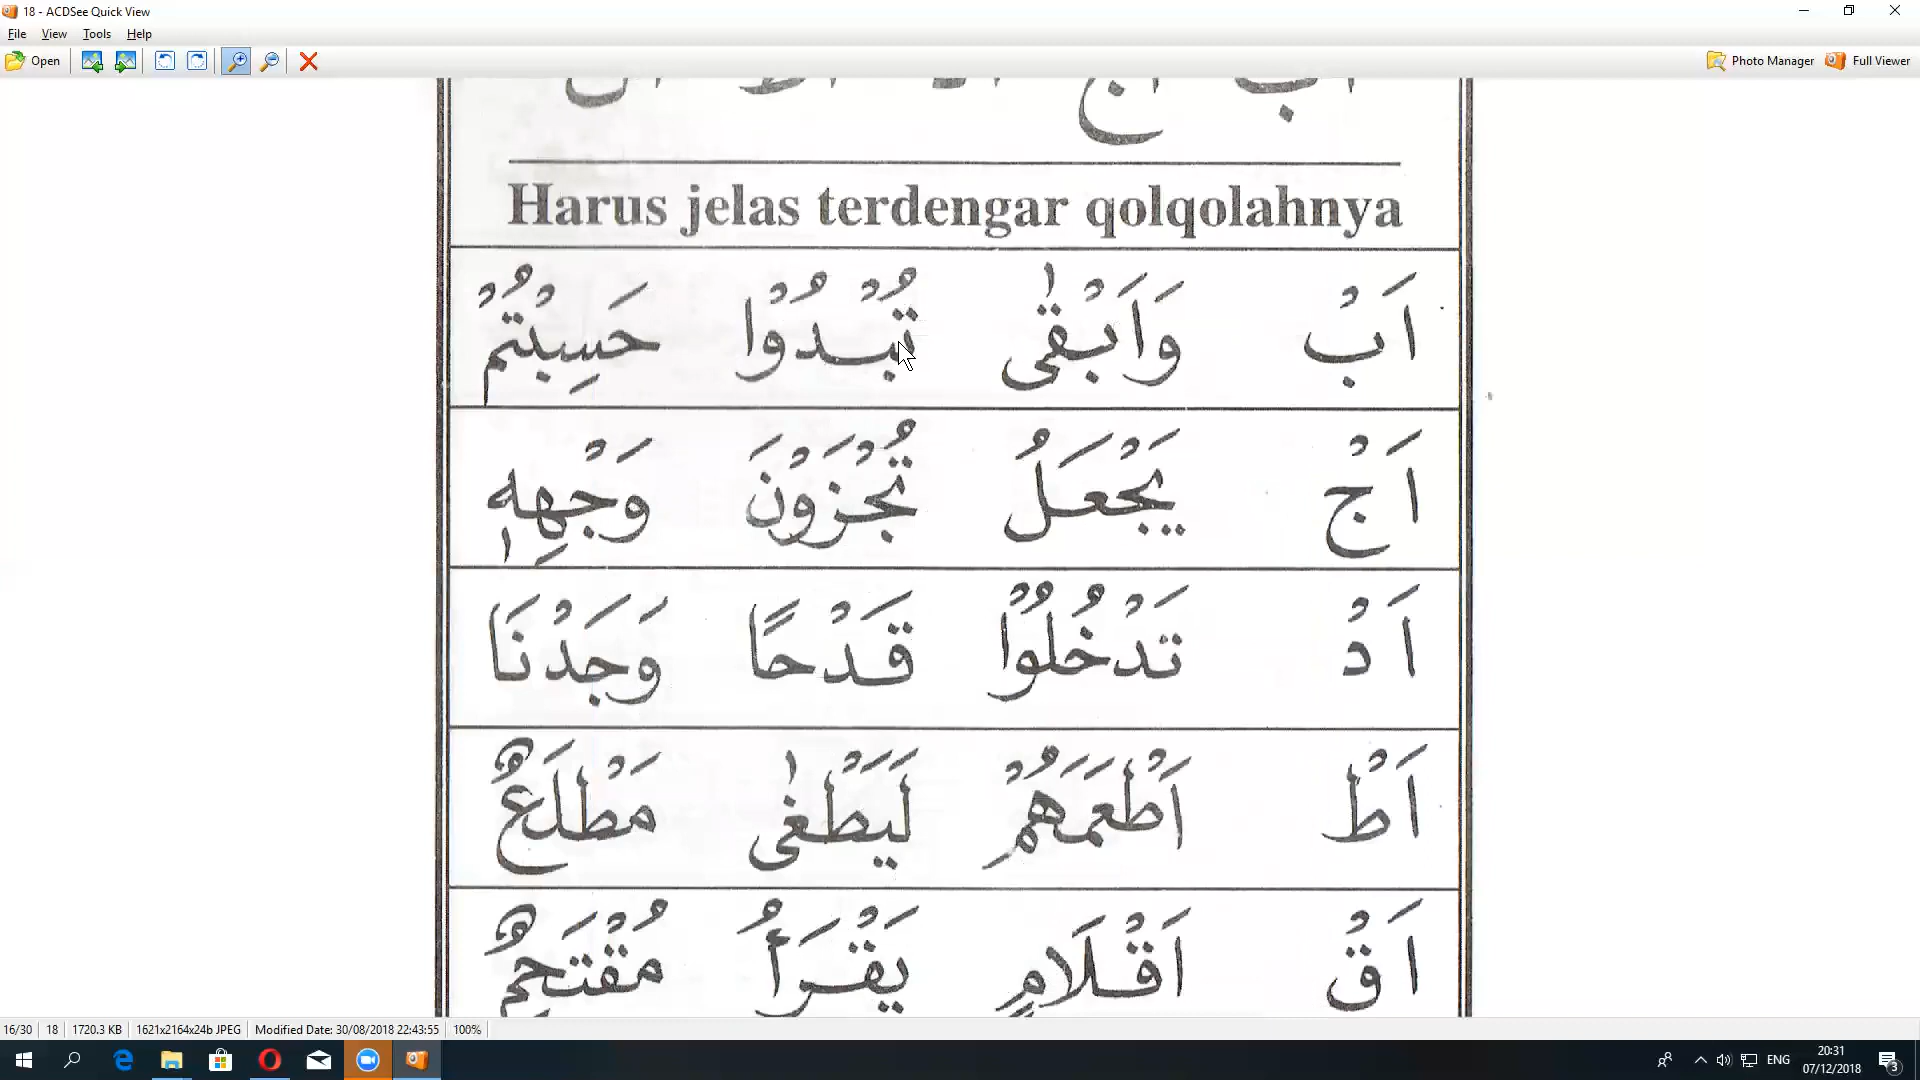 18 - ACDSee Quick View
File View Tools Help
Open Photo Manager Full Viewer
Harus jelas terdengar qolqolahnya
اَبْ وَاَبْقٰى تُبْدُوْا حَسِبْتُمْ
اَجْ يَجْعَلُ تُجْزَوْنَ وَجْهِهٖ
اَدْ تَدْخُلُوْا قَدْحًا وَجَدْنَا
اَطْ اَطْعَمَهُمْ لَيَطْغٰى مَطْلَعٌ
اَقْ اَقْلَامٍ يَقْرَأُ مُقْتَحِمٌ
16/30 18 1720.3 KB 1621x2164x24b JPEG Modified Date: 30/08/2018 22:43:55 100%
ENG 20:31
07/12/2018 3